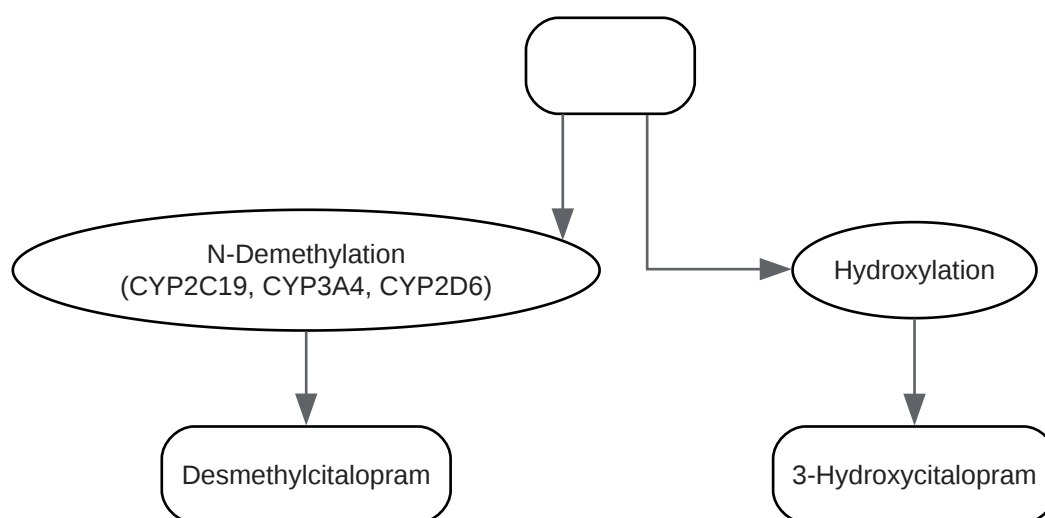 N-Demethylation
(CYP2C19, CYP3A4, CYP2D6)
Hydroxylation
Desmethylcitalopram
3-Hydroxycitalopram